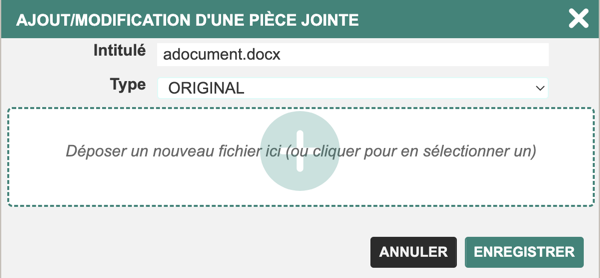 AJOUT/MODIFICATION D'UNE PIÈCE JOINTE
Intitulé adocument.docx
Type ORIGINAL
Déposer un nouveau fichier ici (ou cliquer pour en sélectionner un)
ANNULER ENREGISTRER